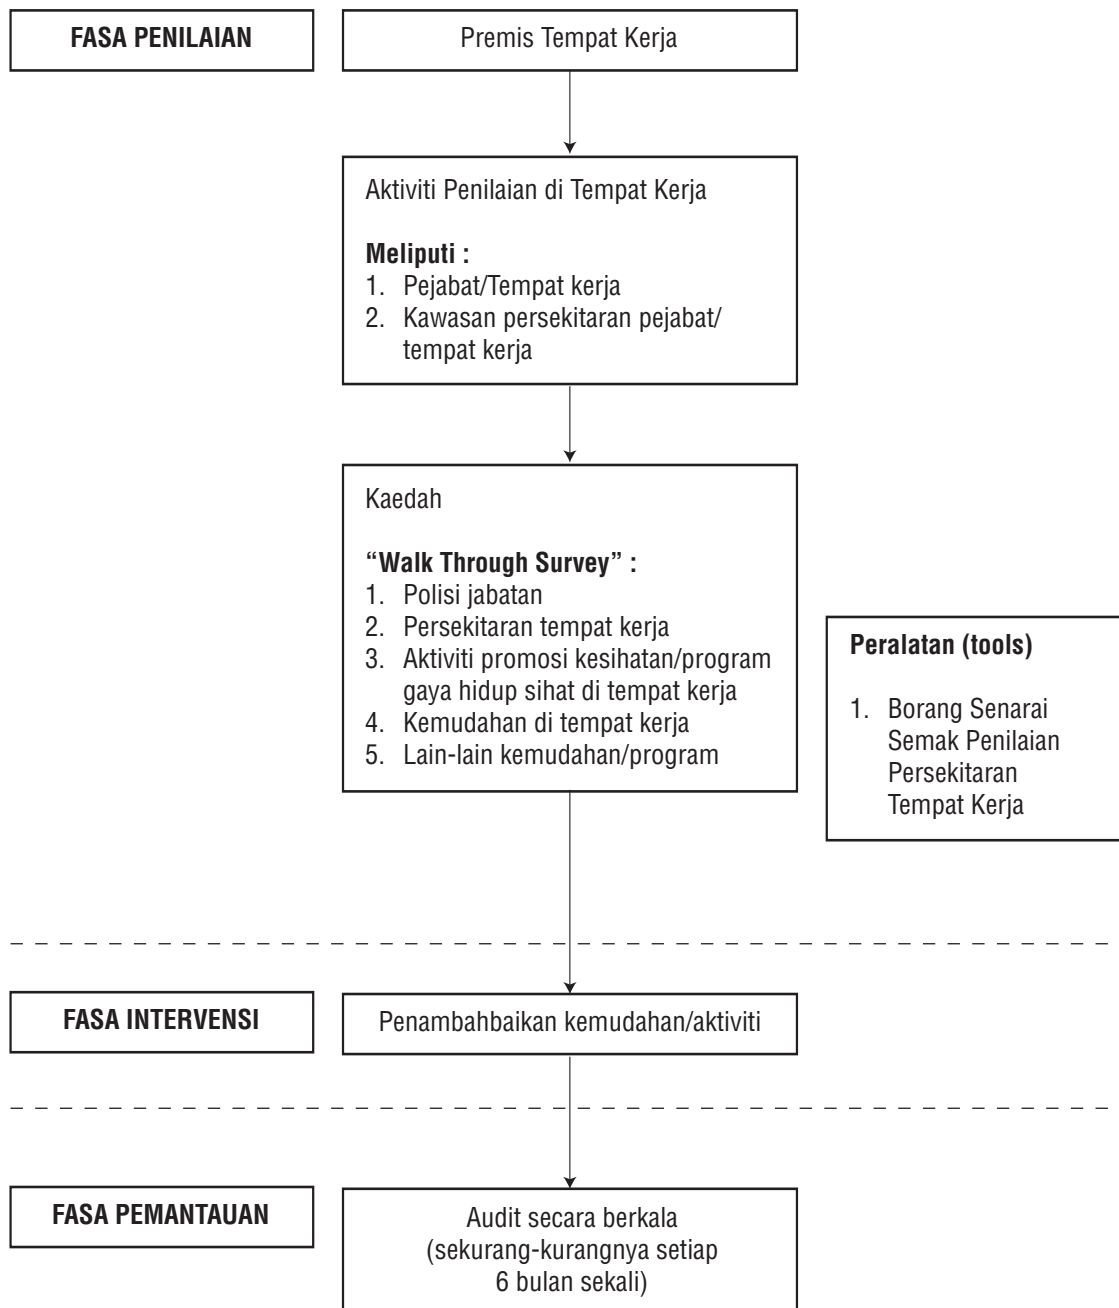 FASA PENILAIAN
Premis Tempat Kerja
Aktiviti Penilaian di Tempat Kerja
Meliputi :
1. Pejabat/Tempat kerja
2. Kawasan persekitaran pejabat/
tempat kerja
Kaedah
“Walk Through Survey” :
1. Polisi jabatan
2. Persekitaran tempat kerja
3. Aktiviti promosi kesihatan/program
gaya hidup sihat di tempat kerja
4. Kemudahan di tempat kerja
5. Lain-lain kemudahan/program
Peralatan (tools)
1. Borang Senarai
Semak Penilaian
Persekitaran
Tempat Kerja
FASA INTERVENSI
Penambahbaikan kemudahan/aktiviti
FASA PEMANTAUAN
Audit secara berkala
(sekurang-kurangnya setiap
6 bulan sekali)